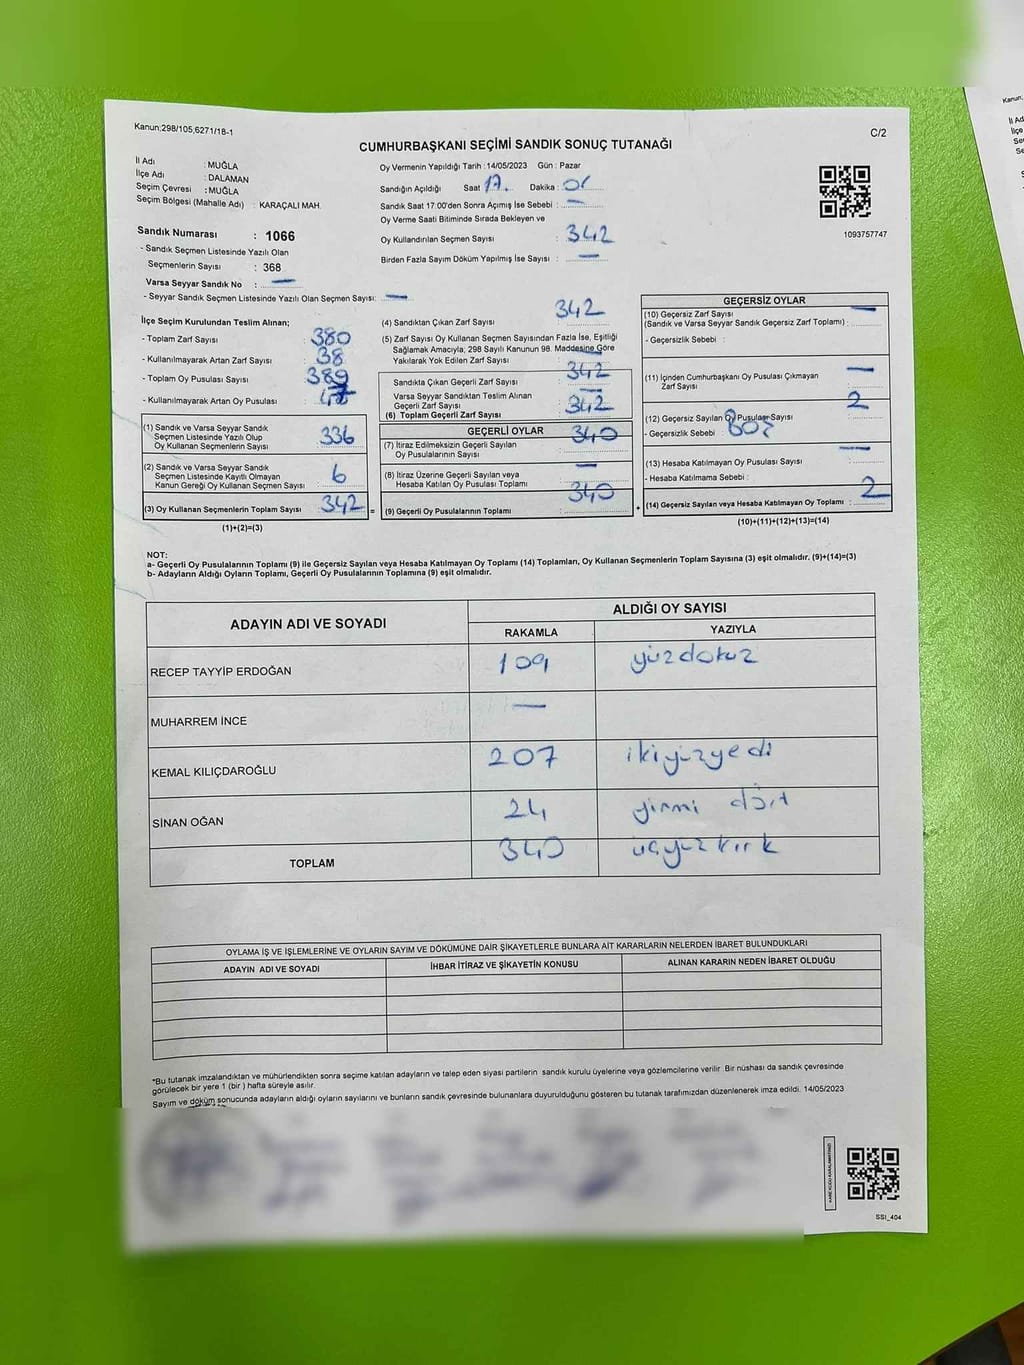 Kanun;298/105,6271/18-1
C/2
CUMHURBAŞKANI SEÇİMİ SANDIK SONUÇ TUTANAĞI
İl Adı : MUĞLA
İlçe Adı : DALAMAN
Seçim Çevresi : MUĞLA
Seçim Bölgesi (Mahalle Adı) : KARAÇALI MAH.
Sandık Numarası : 1066
- Sandık Seçmen Listesinde Yazılı Olan
Seçmenlerin Sayısı : 368
Varsa Seyyar Sandık No : —
- Seyyar Sandık Seçmen Listesinde Yazılı Olan Seçmen Sayısı: —
Oy Vermenin Yapıldığı Tarih : 14/05/2023 Gün : Pazar
Sandığın Açıldığı Saat 17. Dakika :
Sandık Saat 17.00'den Sonra Açımış İse Sebebi : —
Oy Verme Saati Bitiminde Sırada Bekleyen ve
Oy Kullandırılan Seçmen Sayısı : 342
Birden Fazla Sayım Döküm Yapılmış İse Sayısı : —
1093757747
İlçe Seçim Kurulundan Teslim Alınan;
- Toplam Zarf Sayısı : 380
- Kullanılmayarak Artan Zarf Sayısı : 38
- Toplam Oy Pusulası Sayısı : 389
- Kullanılmayarak Artan Oy Pusulası :
(1) Sandık ve Varsa Seyyar Sandık
Seçmen Listesinde Yazılı Olup
Oy Kullanan Seçmenlerin Sayısı : 336
(2) Sandık ve Varsa Seyyar Sandık
Seçmen Listesinde Kayıtlı Olmayan
Kanun Gereği Oy Kullanan Seçmen Sayısı : 6
(3) Oy Kullanan Seçmenlerin Toplam Sayısı : 342 =
(1)+(2)=(3)
(4) Sandıktan Çıkan Zarf Sayısı : 342
(5) Zarf Sayısı Oy Kullanan Seçmen Sayısından Fazla İse, Eşitliği
Sağlamak Amacıyla, 298 Sayılı Kanunun 98. Maddesine Göre
Yakılarak Yok Edilen Zarf Sayısı : —
Sandıkta Çıkan Geçerli Zarf Sayısı : 342
Varsa Seyyar Sandıktan Teslim Alınan
Geçerli Zarf Sayısı : —
(6) Toplam Geçerli Zarf Sayısı : 342
GEÇERLİ OYLAR
(7) İtiraz Edilmeksizin Geçerli Sayılan
Oy Pusulalarının Sayısı : 340
(8) İtiraz Üzerine Geçerli Sayılan veya
Hesaba Katılan Oy Pusulası Toplamı : —
(9) Geçerli Oy Pusulalarının Toplamı : 340 +
GEÇERSİZ OYLAR
(10) Geçersiz Zarf Sayısı —
(Sandık ve Varsa Seyyar Sandık Geçersiz Zarf Toplamı) :
- Geçersizlik Sebebi :
(11) İçinden Cumhurbaşkanı Oy Pusulası Çıkmayan
Zarf Sayısı : —
(12) Geçersiz Sayılan Oy Pusulası Sayısı : 2
- Geçersizlik Sebebi :
(13) Hesaba Katılmayan Oy Pusulası Sayısı : —
- Hesaba Katılmama Sebebi :
(14) Geçersiz Sayılan veya Hesaba Katılmayan Oy Toplamı : 2
(10)+(11)+(12)+(13)=(14)
NOT:
a- Geçerli Oy Pusulalarının Toplamı (9) ile Geçersiz Sayılan veya Hesaba Katılmayan Oy Toplamı (14) Toplamları, Oy Kullanan Seçmenlerin Toplam Sayısına (3) eşit olmalıdır. (9)+(14)=(3)
b- Adayların Aldığı Oyların Toplamı, Geçerli Oy Pusulalarının Toplamına (9) eşit olmalıdır.
ADAYIN ADI VE SOYADI ALDIĞI OY SAYISI
RAKAMLA YAZIYLA
RECEP TAYYİP ERDOĞAN 109 yüzdokuz
MUHARREM İNCE —
KEMAL KILIÇDAROĞLU 207 ikiyüzyedi
SİNAN OĞAN 24 yirmi dört
TOPLAM 340 üçyüzkırk
OYLAMA İŞ VE İŞLEMLERİNE VE OYLARIN SAYIM VE DÖKÜMÜNE DAİR ŞİKAYETLERLE BUNLARA AİT KARARLARIN NELERDEN İBARET BULUNDUKLARI
ADAYIN ADI VE SOYADI İHBAR İTİRAZ VE ŞİKAYETİN KONUSU ALINAN KARARIN NEDEN İBARET OLDUĞU
*Bu tutanak imzalandıktan ve mühürlendikten sonra seçime katılan adayların ve talep eden siyasi partilerin sandık kurulu üyelerine veya gözlemcilerine verilir. Bir nüshası da sandık çevresinde
görülecek bir yere 1 (bir ) hafta süreyle asılır.
Sayım ve döküm sonucunda adayların aldığı oyların sayılarını ve bunların sandık çevresinde bulunanlara duyurulduğunu gösteren bu tutanak tarafımızdan düzenlenerek imza edildi. 14/05/2023
SSI_404